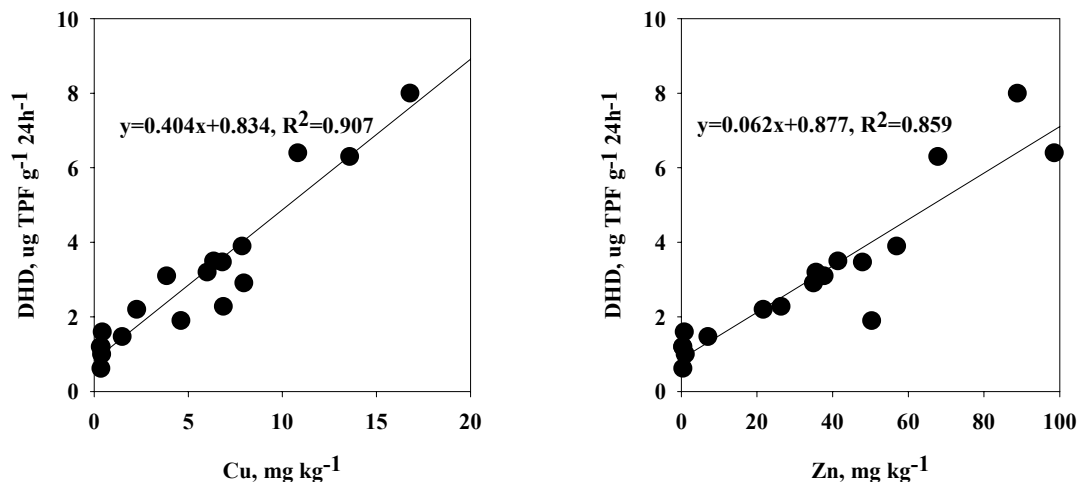 DHD, ug TPF g-1 24h-1
10
8
6
4
2
0
y=0.404x+0.834, R2=0.907
0 5 10 15 20
Cu, mg kg-1
DHD, ug TPF g-1 24h-1
10
8
6
4
2
0
y=0.062x+0.877, R2=0.859
0 20 40 60 80 100
Zn, mg kg-1